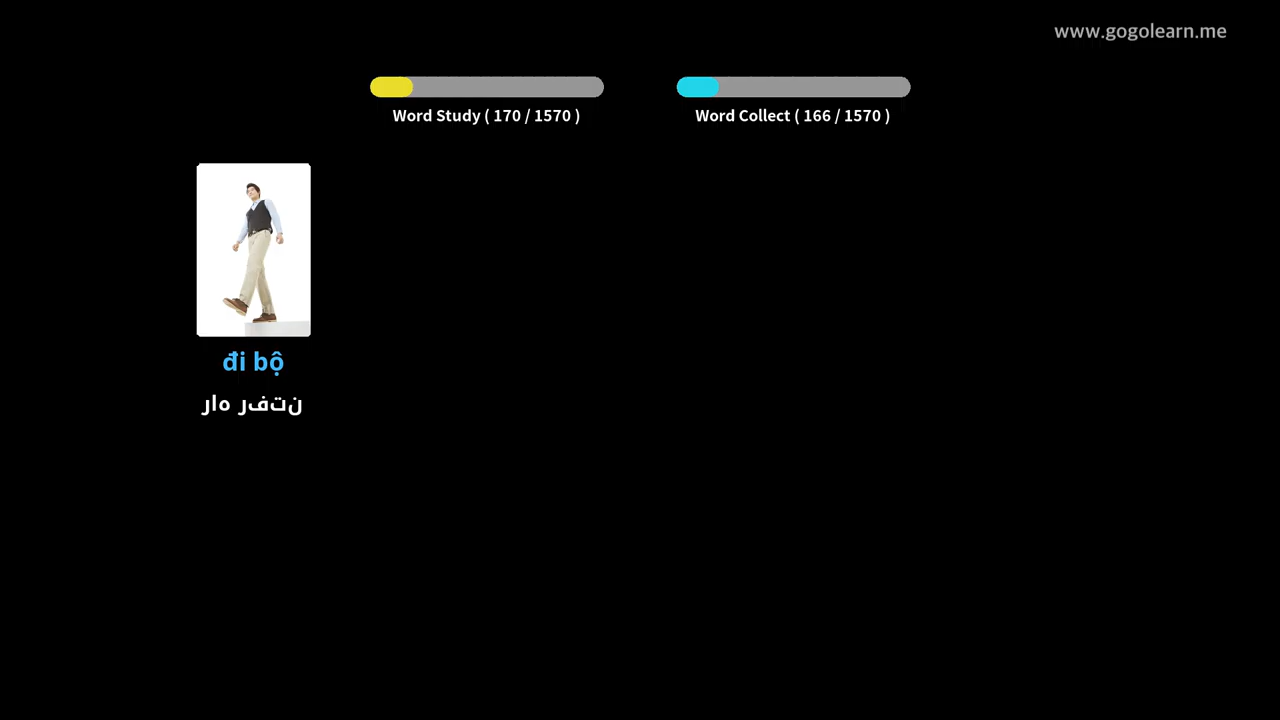 www.gogolearn.me
Word Study ( 170 / 1570 )
Word Collect ( 166 / 1570 )
đi bộ
نتفر هار